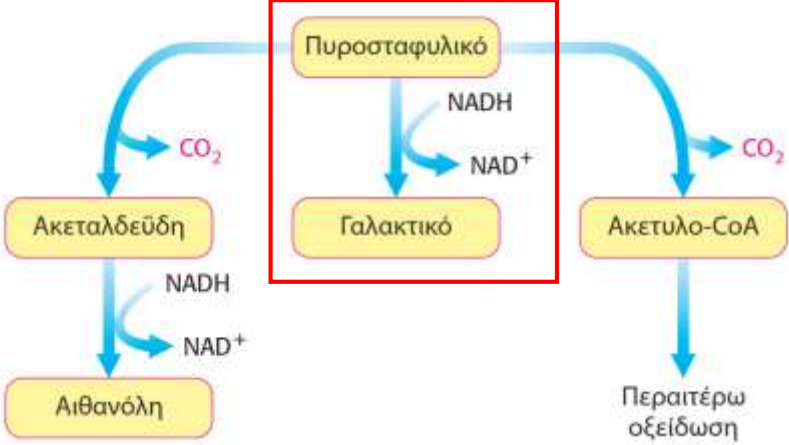 Πυροσταφυλικό
NADH
CO2
NAD+
CO2
Ακεταλδεΰδη
Γαλακτικό
Ακετυλο-CoA
NADH
NAD+
Αιθανόλη
Περαιτέρω
οξείδωση